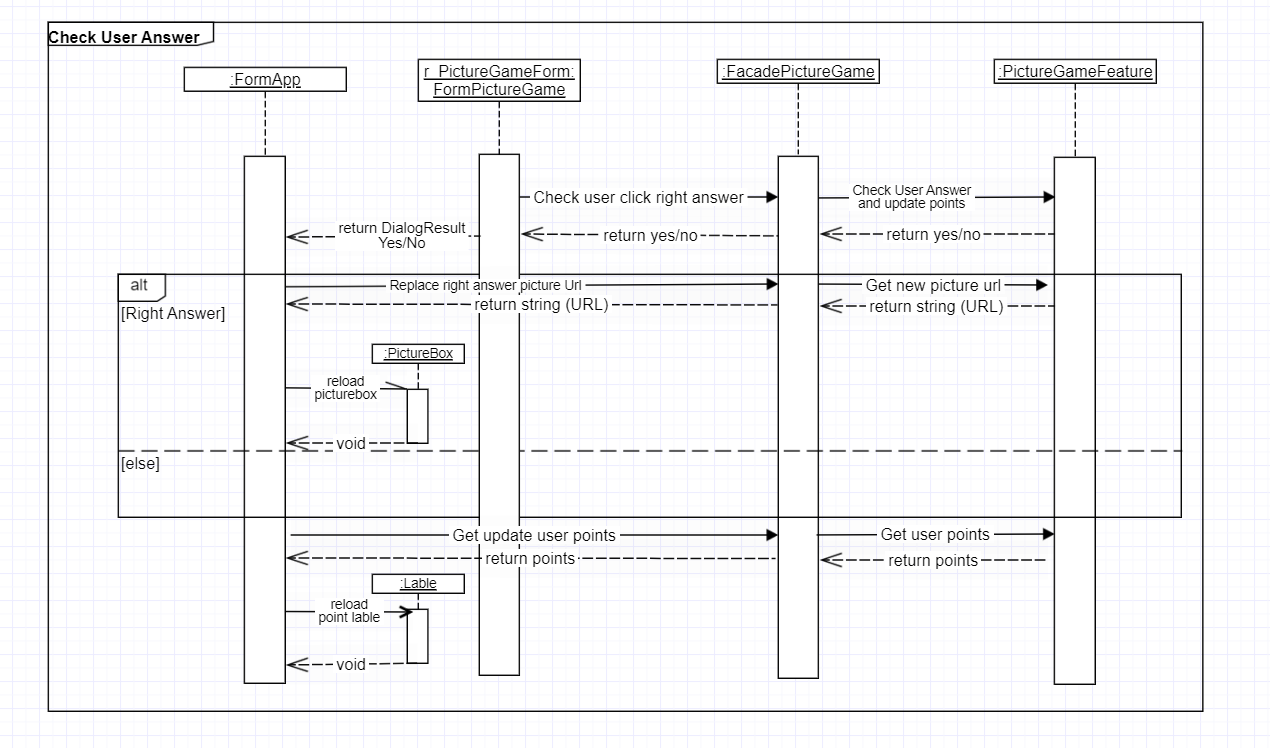 Check User Answer
:FormApp
r_PictureGameForm:
FormPictureGame
:FacadePictureGame
:PictureGameFeature
Check user click right answer
Check User Answer
and update points
return DialogResult
Yes/No
return yes/no
return yes/no
alt
[Right Answer]
Replace right answer picture Url
Get new picture url
return string (URL)
return string (URL)
:PictureBox
reload
picturebox
void
[else]
Get update user points
Get user points
return points
return points
:Lable
reload
point lable
void